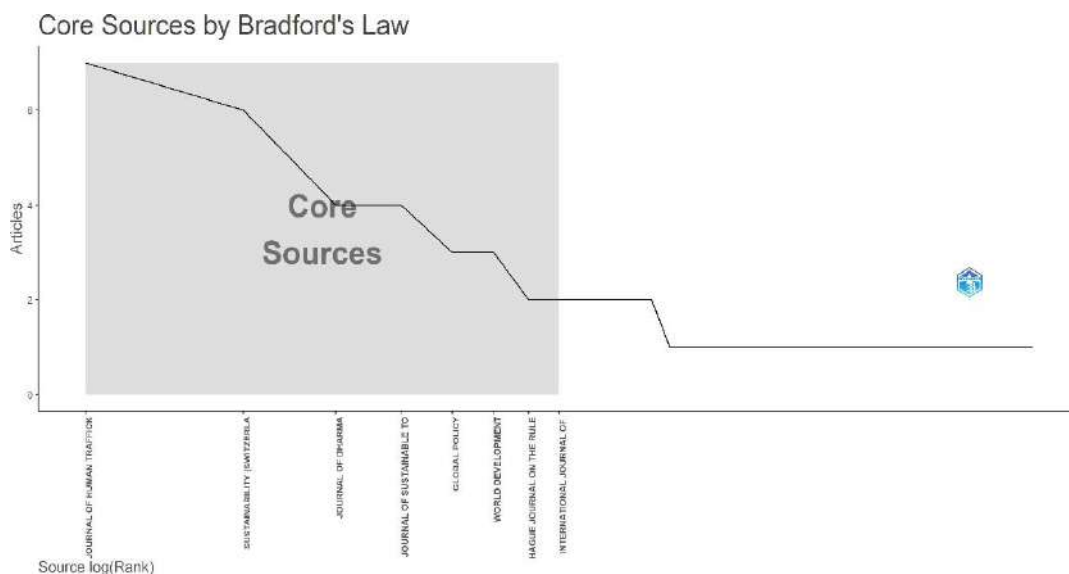 Core Sources by Bradford's Law
Articles
6
4
2
0
Core
Sources
JOURNAL OF HUMAN TRAFFICK
SUSTAINABILITY (SWITZERLA
JOURNAL OF DHARMA
JOURNAL OF SUSTAINABLE TO
GLOBAL POLICY
WORLD DEVELOPMENT
HAGUE JOURNAL ON THE RULE
INTERNATIONAL JOURNAL OF
Source log(Rank)